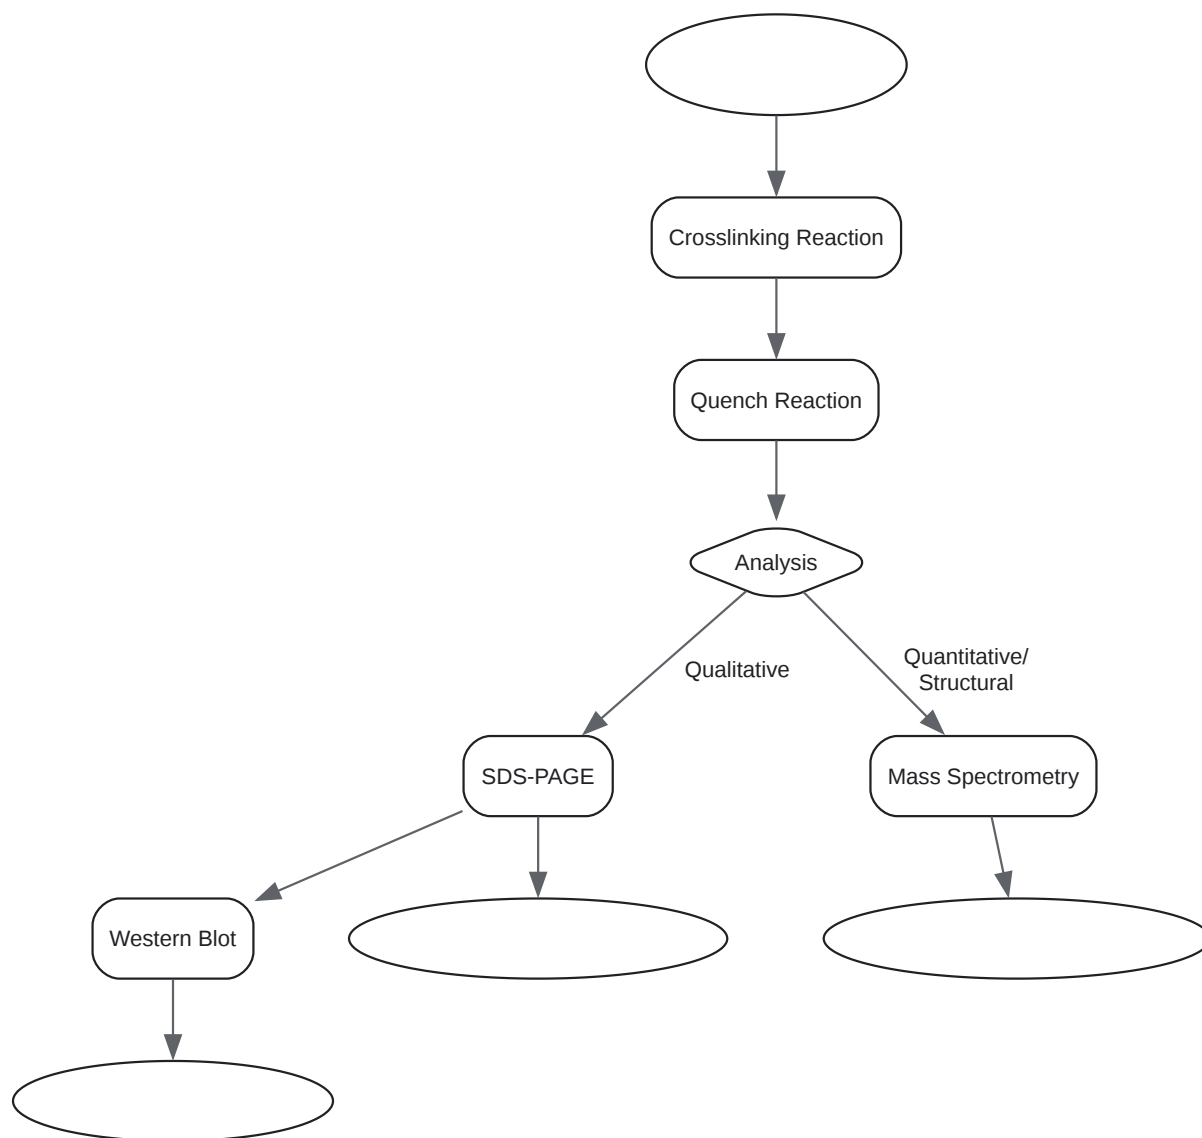 Crosslinking Reaction
Quench Reaction
Analysis
Qualitative
Quantitative/
Structural
SDS-PAGE
Mass Spectrometry
Western Blot